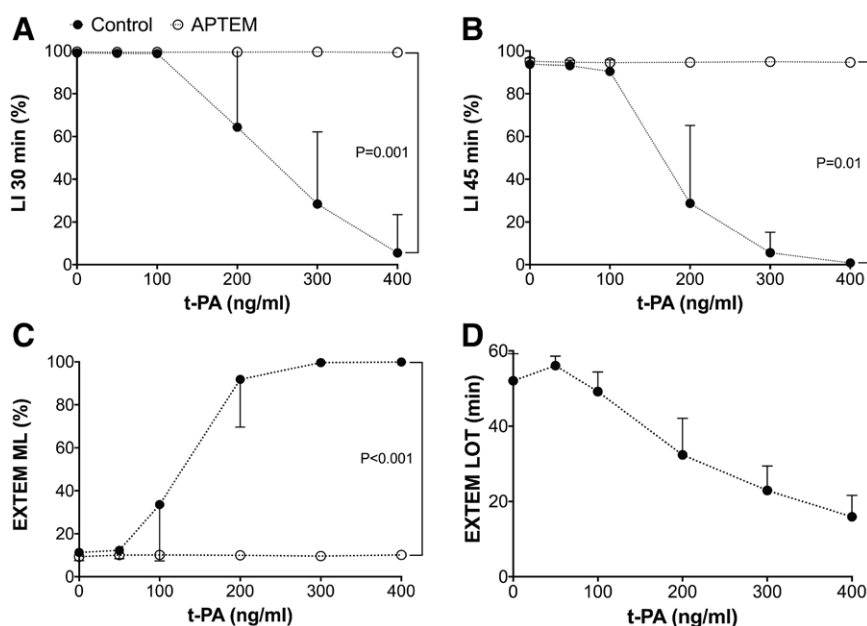 Control APTEM
A
LI 30 min (%)
100
80
60
40
20
0
P=0.001
0 100 200 300 400
t-PA (ng/ml)
B
LI 45 min (%)
100
80
60
40
20
0
P=0.01
0 100 200 300 400
t-PA (ng/ml)
C
EXTEM ML (%)
100
80
60
40
20
0
P<0.001
0 100 200 300 400
t-PA (ng/ml)
D
EXTEM LOT (min)
60
40
20
0
0 100 200 300 400
t-PA (ng/ml)